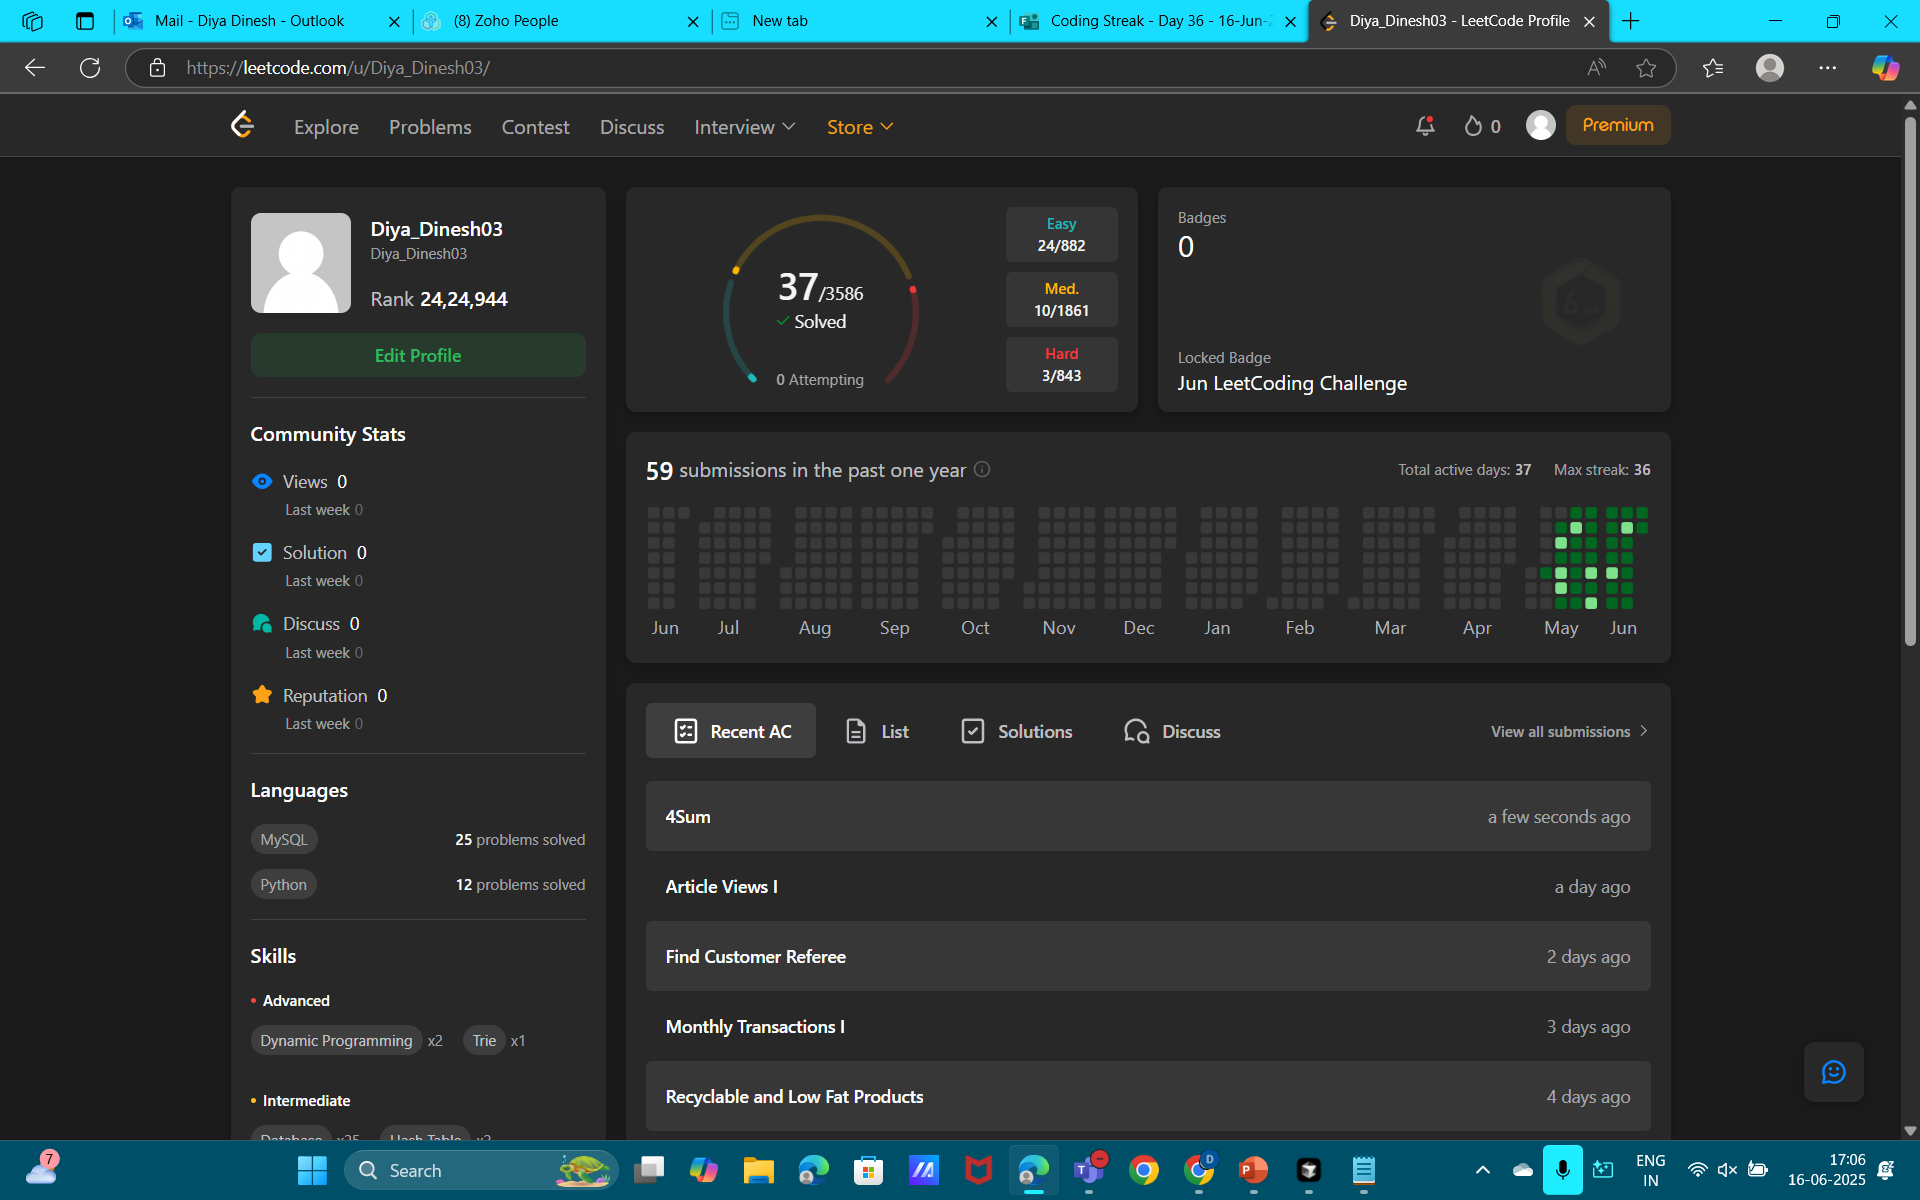 Mail - Diya Dinesh - Outlook
(8) Zoho People
New tab
Coding Streak - Day 36 - 16-Jun-2
Diya_Dinesh03 - LeetCode Profile
https://leetcode.com/u/Diya_Dinesh03/
Explore
Problems
Contest
Discuss
Interview
Store
0
Premium
Diya_Dinesh03
Diya_Dinesh03
Rank 24,24,944
Edit Profile
Community Stats
Views 0
Last week 0
Solution 0
Last week 0
Discuss 0
Last week 0
Reputation 0
Last week 0
Languages
MySQL
25 problems solved
Python
12 problems solved
Skills
Advanced
Dynamic Programming x2
Trie x1
Intermediate
Database x25
Hash Table x2
37/3586
Solved
0 Attempting
Easy
24/882
Med.
10/1861
Hard
3/843
Badges
0
Locked Badge
Jun LeetCoding Challenge
59 submissions in the past one year
Total active days: 37
Max streak: 36
Jun Jul Aug Sep Oct Nov Dec Jan Feb Mar Apr May Jun
Recent AC
List
Solutions
Discuss
View all submissions
4Sum
a few seconds ago
Article Views I
a day ago
Find Customer Referee
2 days ago
Monthly Transactions I
3 days ago
Recyclable and Low Fat Products
4 days ago
7
Search
D
ENG
IN
17:06
16-06-2025